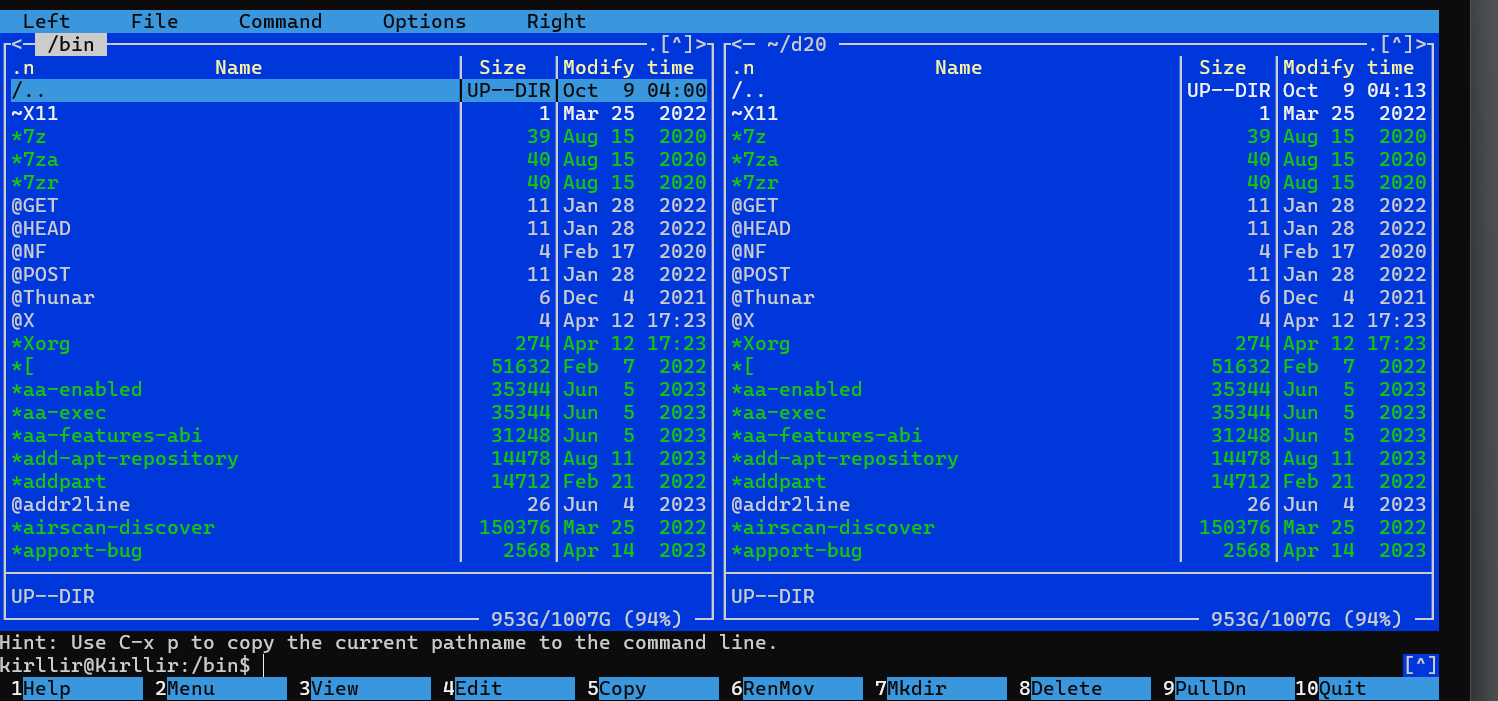 Left File Command Options Right
<─ /bin ─.[^]>┐ <─ ~/d20 ─.[^]>
.n Name Size Modify time .n Name Size Modify time
/.. UP--DIR Oct 9 04:00 /.. UP--DIR Oct 9 04:13
~X11 1 Mar 25 2022 ~X11 1 Mar 25 2022
*7z 39 Aug 15 2020 *7z 39 Aug 15 2020
*7za 40 Aug 15 2020 *7za 40 Aug 15 2020
*7zr 40 Aug 15 2020 *7zr 40 Aug 15 2020
@GET 11 Jan 28 2022 @GET 11 Jan 28 2022
@HEAD 11 Jan 28 2022 @HEAD 11 Jan 28 2022
@NF 4 Feb 17 2020 @NF 4 Feb 17 2020
@POST 11 Jan 28 2022 @POST 11 Jan 28 2022
@Thunar 6 Dec 4 2021 @Thunar 6 Dec 4 2021
@X 4 Apr 12 17:23 @X 4 Apr 12 17:23
*Xorg 274 Apr 12 17:23 *Xorg 274 Apr 12 17:23
*[ 51632 Feb 7 2022 *[ 51632 Feb 7 2022
*aa-enabled 35344 Jun 5 2023 *aa-enabled 35344 Jun 5 2023
*aa-exec 35344 Jun 5 2023 *aa-exec 35344 Jun 5 2023
*aa-features-abi 31248 Jun 5 2023 *aa-features-abi 31248 Jun 5 2023
*add-apt-repository 14478 Aug 11 2023 *add-apt-repository 14478 Aug 11 2023
*addpart 14712 Feb 21 2022 *addpart 14712 Feb 21 2022
@addr2line 26 Jun 4 2023 @addr2line 26 Jun 4 2023
*airscan-discover 150376 Mar 25 2022 *airscan-discover 150376 Mar 25 2022
*apport-bug 2568 Apr 14 2023 *apport-bug 2568 Apr 14 2023
UP--DIR UP--DIR
953G/1007G (94%) 953G/1007G (94%)
Hint: Use C-x p to copy the current pathname to the command line.
kirllir@Kirllir:/bin$ [^]
1Help 2Menu 3View 4Edit 5Copy 6RenMov 7Mkdir 8Delete 9PullDn 10Quit